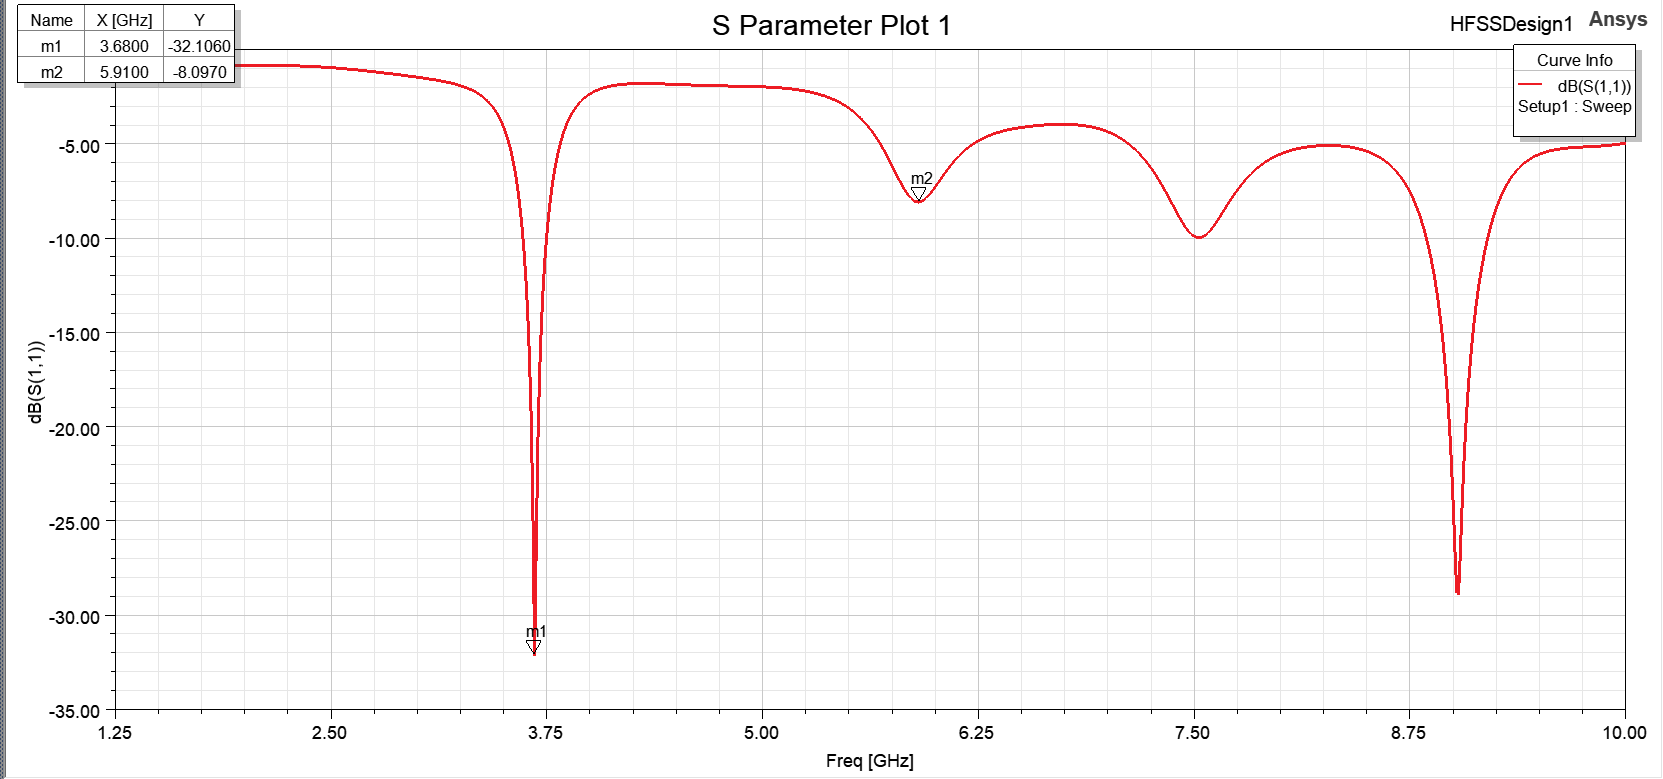 S Parameter Plot 1
HFSSDesign1
Ansys
Name X [GHz] Y
m1 3.6800 -32.1060
m2 5.9100 -8.0970
Curve Info
dB(S(1,1))
Setup1 : Sweep
-5.00
-10.00
-15.00
-20.00
-25.00
-30.00
-35.00
dB(S(1,1))
m2
m1
1.25 2.50 3.75 5.00 6.25 7.50 8.75 10.00
Freq [GHz]